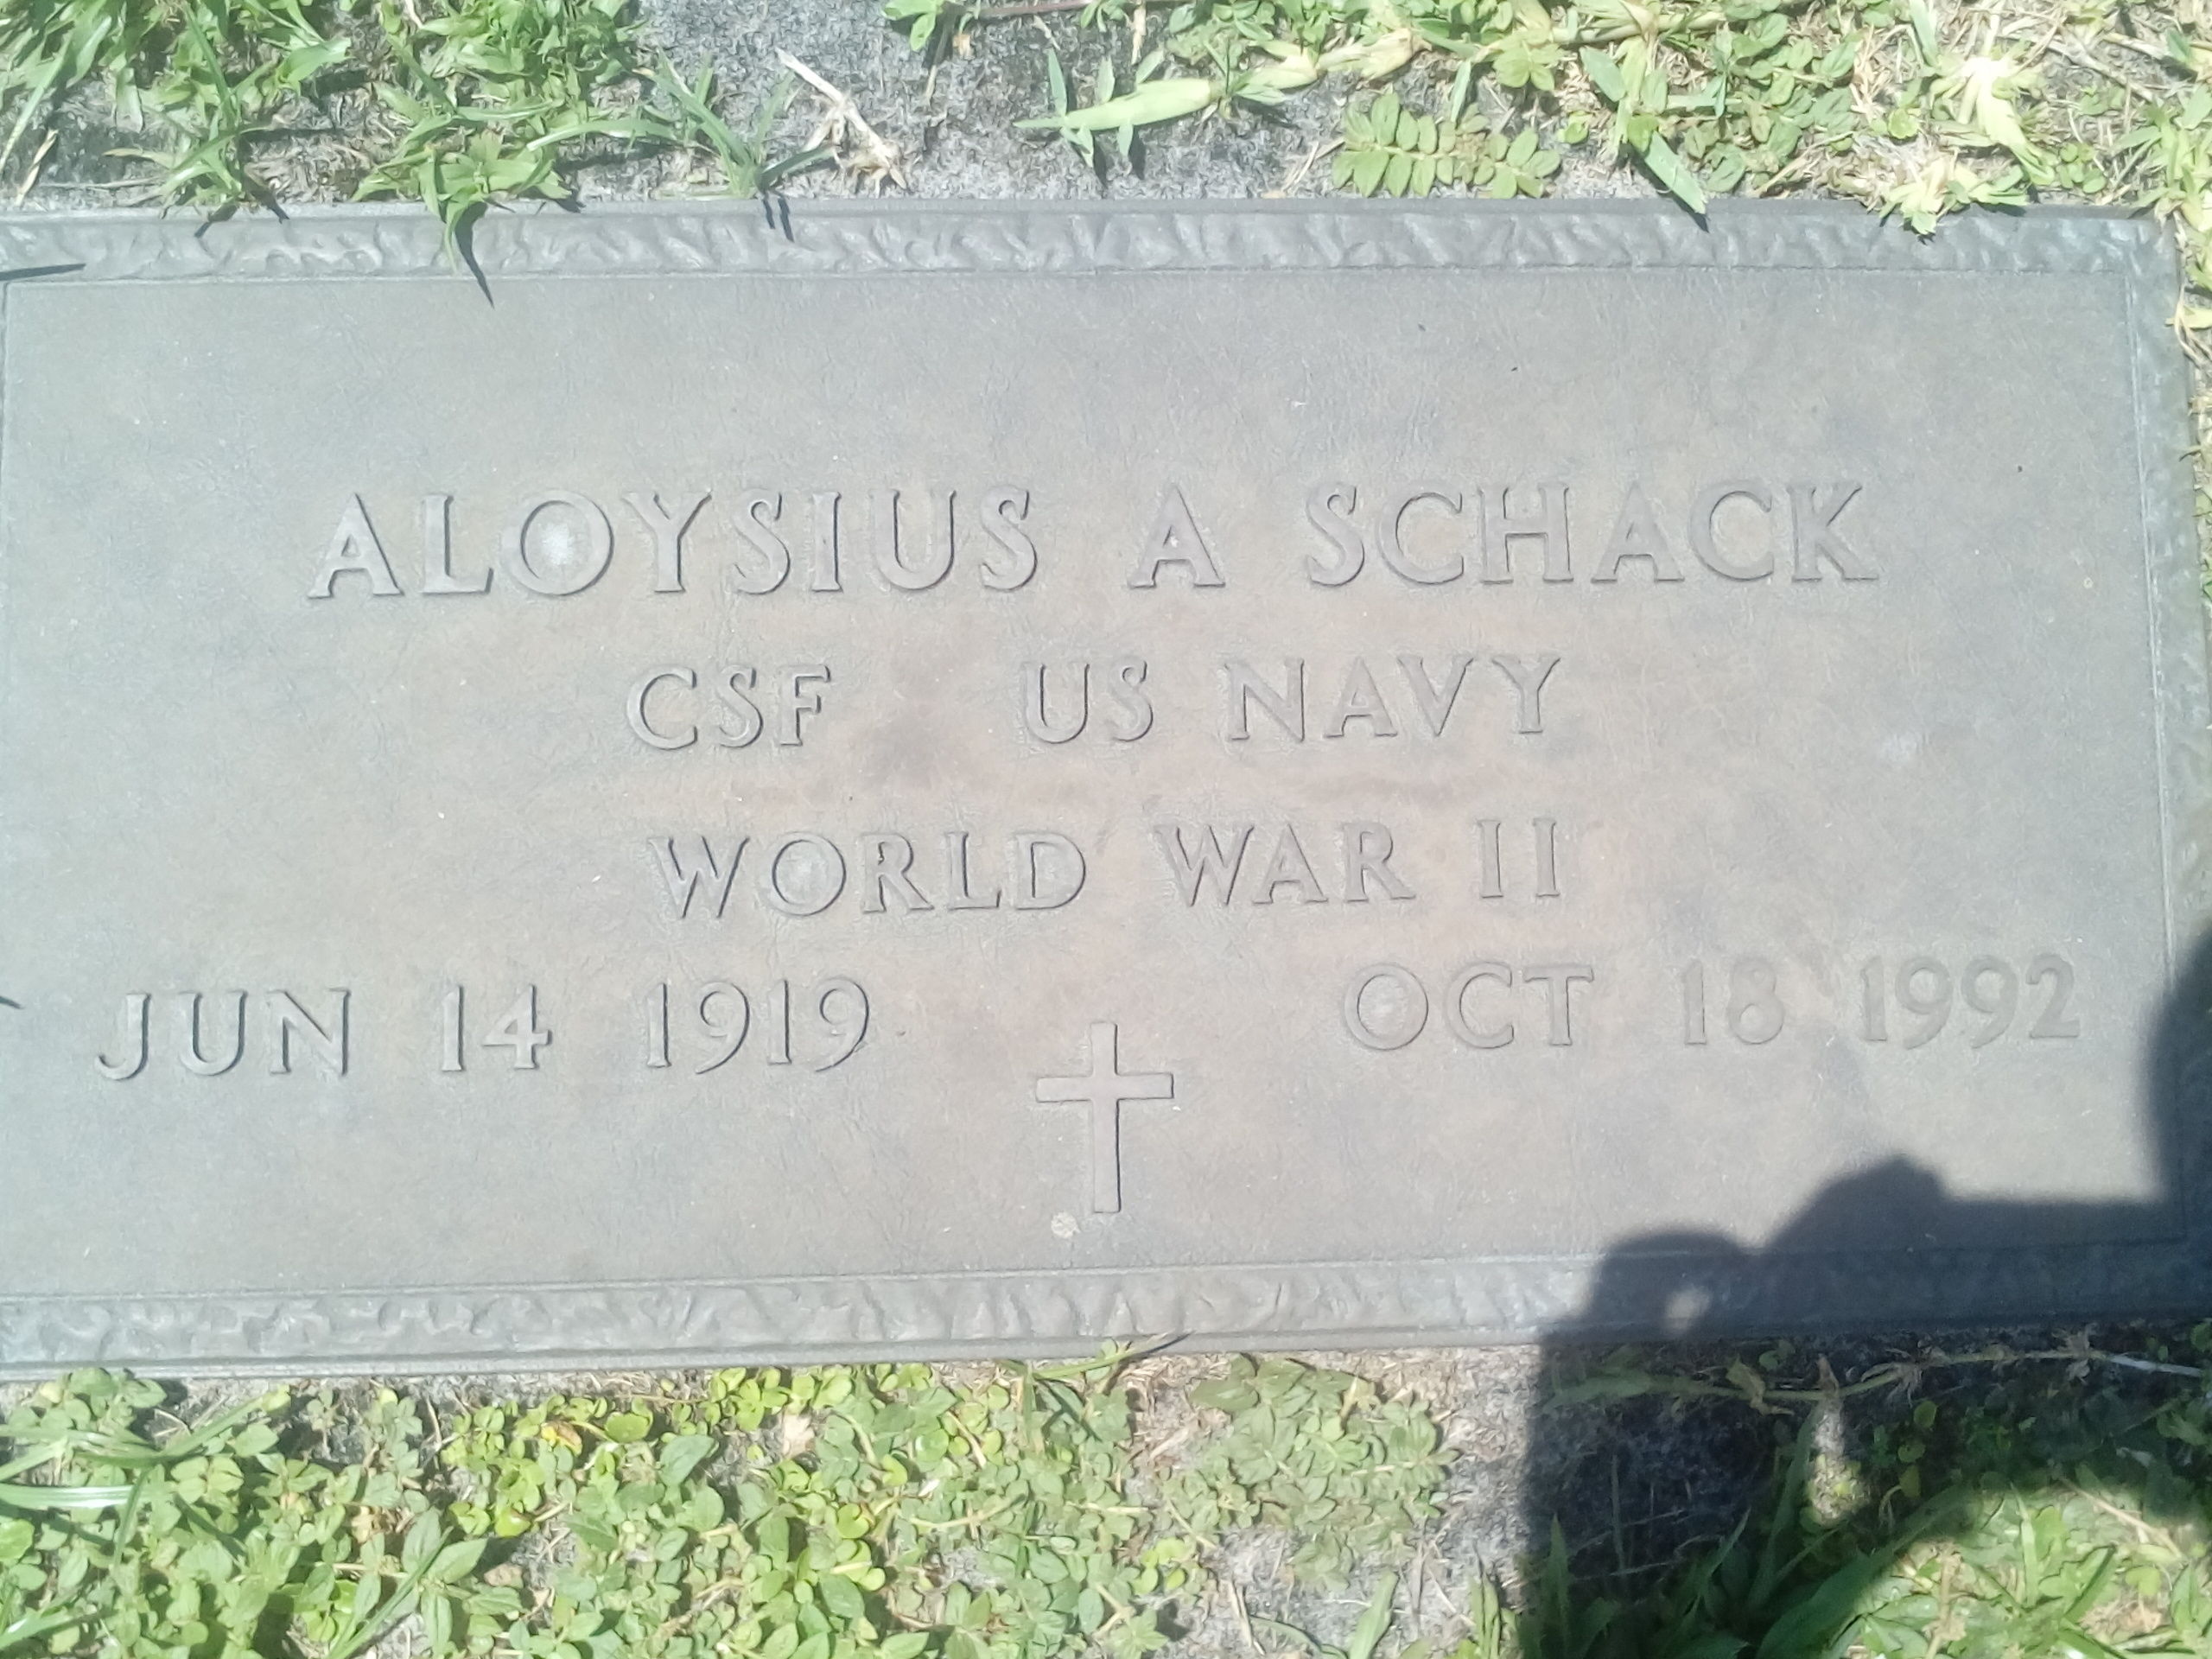 ALOYSIUS A SCHACK
CSF US NAVY
WORLD WAR II
JUN 14 1919 OCT 18 1992